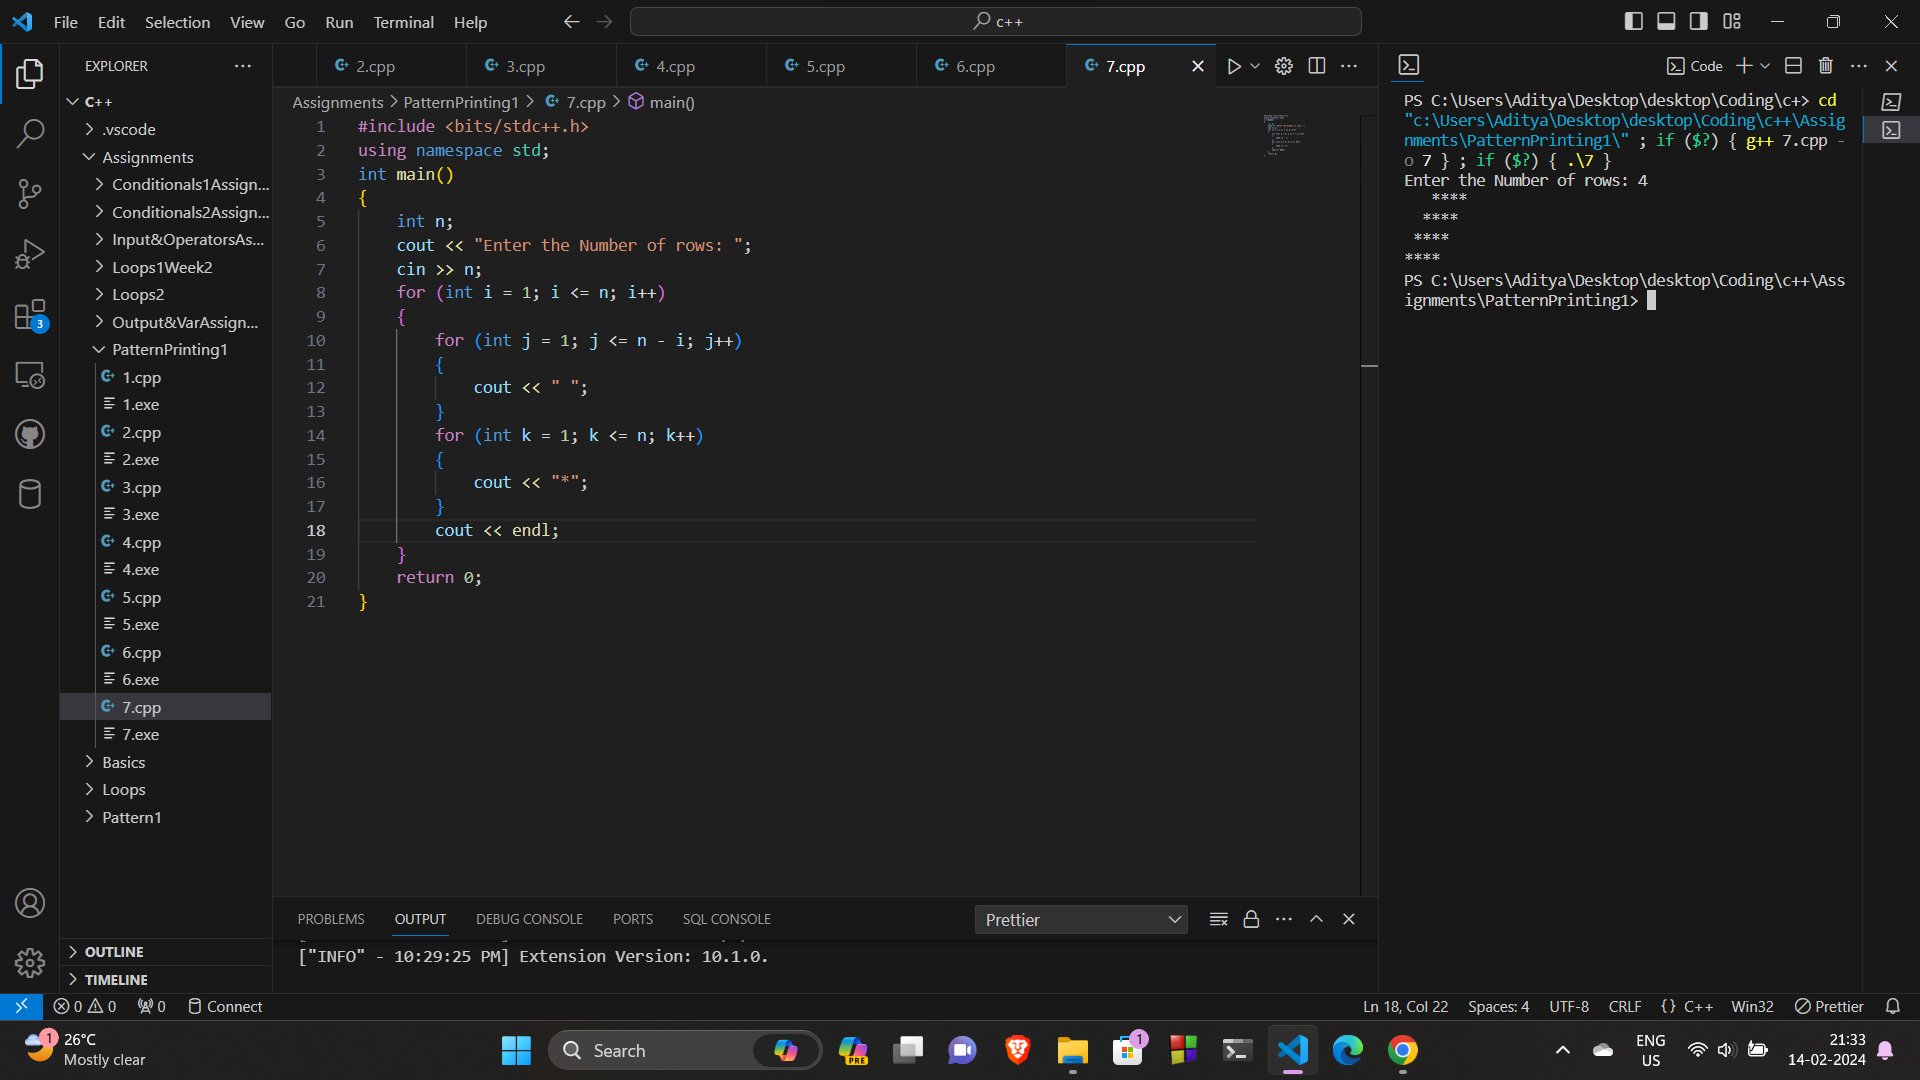 File Edit Selection View Go Run Terminal Help
c++
EXPLORER
C++
.vscode
Assignments
Conditionals1Assign...
Conditionals2Assign...
Input&OperatorsAs...
Loops1Week2
Loops2
Output&VarAssign...
PatternPrinting1
1.cpp
1.exe
2.cpp
2.exe
3.cpp
3.exe
4.cpp
4.exe
5.cpp
5.exe
6.cpp
6.exe
7.cpp
7.exe
Basics
Loops
Pattern1
OUTLINE
TIMELINE
3
2.cpp 3.cpp 4.cpp 5.cpp 6.cpp 7.cpp
Assignments > PatternPrinting1 > 7.cpp > main()
1 #include <bits/stdc++.h>
2 using namespace std;
3 int main()
4 {
5 int n;
6 cout << "Enter the Number of rows: ";
7 cin >> n;
8 for (int i = 1; i <= n; i++)
9 {
10 for (int j = 1; j <= n - i; j++)
11 {
12 cout << " ";
13 }
14 for (int k = 1; k <= n; k++)
15 {
16 cout << "*";
17 }
18 cout << endl;
19 }
20 return 0;
21 }
Code
PS C:\Users\Aditya\Desktop\desktop\Coding\c+> cd
"c:\Users\Aditya\Desktop\desktop\Coding\c++\Assig
nments\PatternPrinting1\" ; if ($?) { g++ 7.cpp -
o 7 } ; if ($?) { .\7 }
Enter the Number of rows: 4
   ****
  ****
 ****
****
PS C:\Users\Aditya\Desktop\desktop\Coding\c++\Ass
ignments\PatternPrinting1>
PROBLEMS OUTPUT DEBUG CONSOLE PORTS SQL CONSOLE
Prettier
["INFO" - 10:29:25 PM] Extension Version: 10.1.0.
0 0 0 Connect
Ln 18, Col 22 Spaces: 4 UTF-8 CRLF {} C++ Win32 Prettier
1
26°C
Mostly clear
Search
PRE
1
ENG
US
21:33
14-02-2024